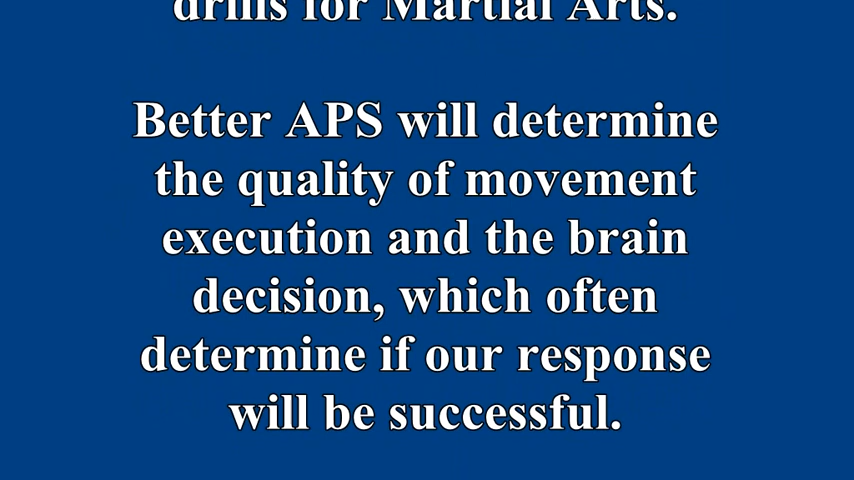 drills for Martial Arts.
Better APS will determine
the quality of movement
execution and the brain
decision, which often
determine if our response
will be successful.